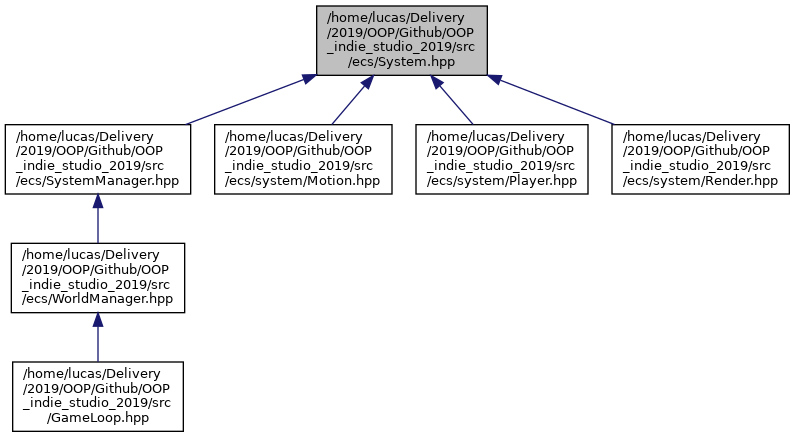 /home/lucas/Delivery
/2019/OOP/Github/OOP
_indie_studio_2019/src
/ecs/System.hpp
/home/lucas/Delivery
/2019/OOP/Github/OOP
_indie_studio_2019/src
/ecs/SystemManager.hpp
/home/lucas/Delivery
/2019/OOP/Github/OOP
_indie_studio_2019/src
/ecs/system/Motion.hpp
/home/lucas/Delivery
/2019/OOP/Github/OOP
_indie_studio_2019/src
/ecs/system/Player.hpp
/home/lucas/Delivery
/2019/OOP/Github/OOP
_indie_studio_2019/src
/ecs/system/Render.hpp
/home/lucas/Delivery
/2019/OOP/Github/OOP
_indie_studio_2019/src
/ecs/WorldManager.hpp
/home/lucas/Delivery
/2019/OOP/Github/OOP
_indie_studio_2019/src
/GameLoop.hpp